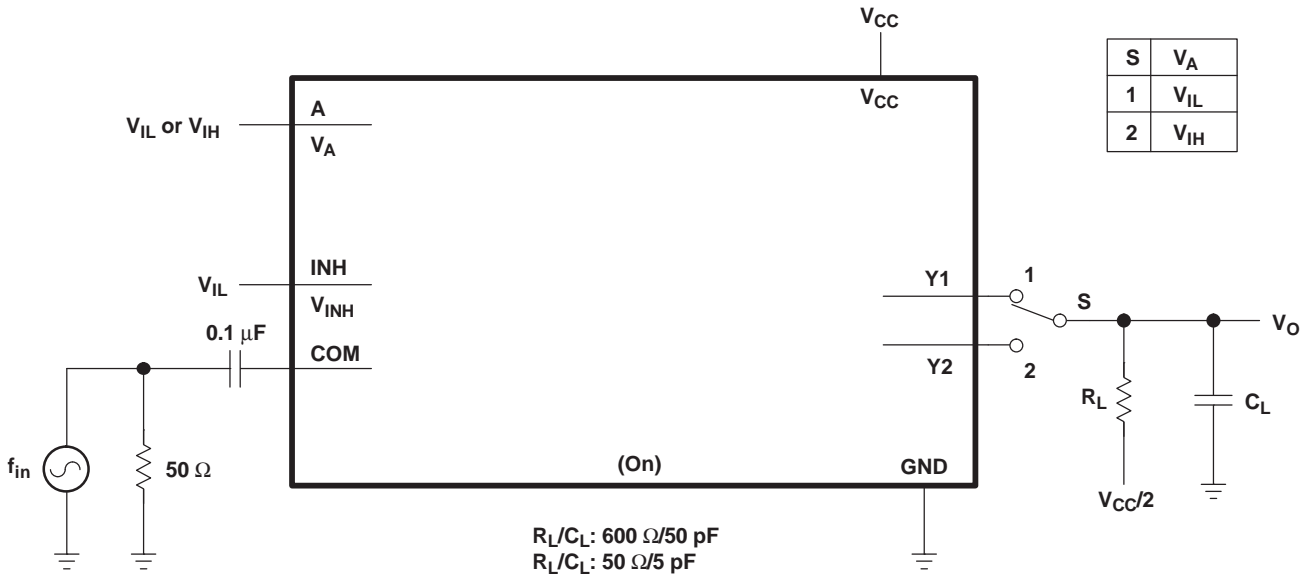 VCC
VCC
S VA
1 VIL
2 VIH
VIL or VIH
A
VA
VIL
INH
VINH
0.1 μF
COM
Y1
1
S
VO
Y2
2
RL
CL
fin
50 Ω
(On)
GND
VCC/2
RL/CL: 600 Ω/50 pF
RL/CL: 50 Ω/5 pF